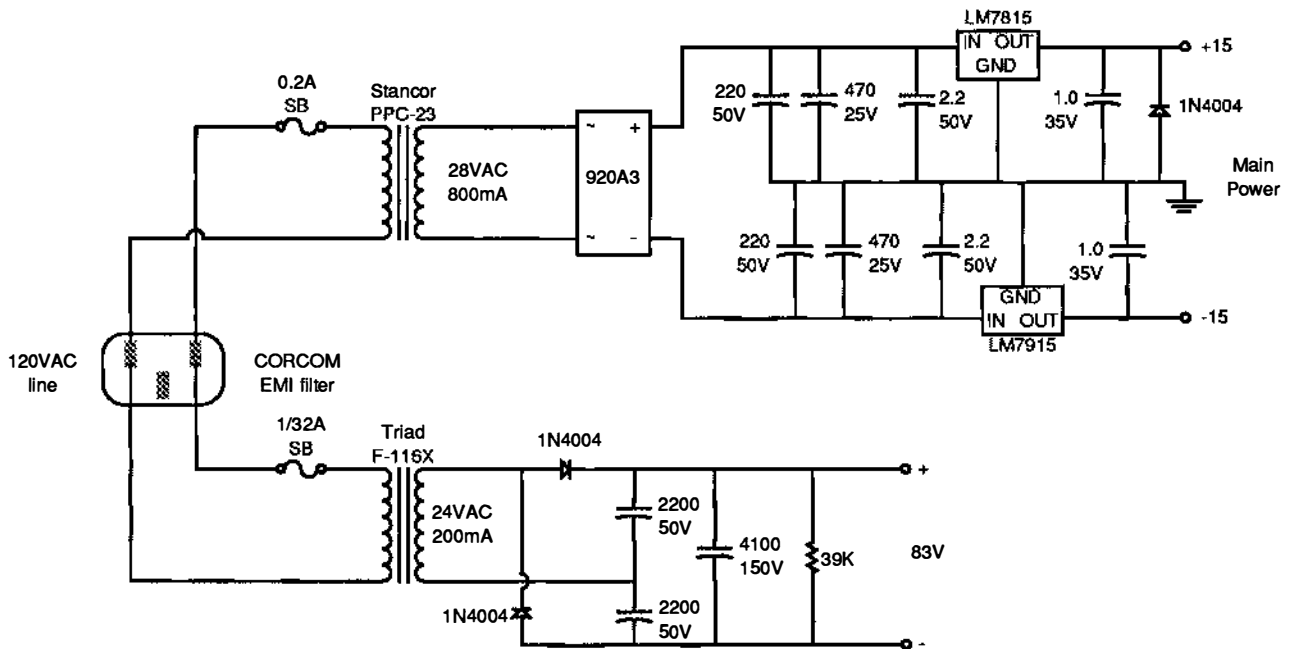 LM7815
IN OUT
GND
+15
0.2A
SB
Stancor
PPC-23
28VAC
800mA
~ +
920A3
~ -
220
50V
470
25V
2.2
50V
1.0
35V
1N4004
Main
Power
220
50V
470
25V
2.2
50V
1.0
35V
GND
IN OUT
LM7915
-15
120VAC
line
CORCOM
EMI filter
1/32A
SB
Triad
F-116X
24VAC
200mA
1N4004
1N4004
2200
50V
2200
50V
4100
150V
39K
+
83V
-